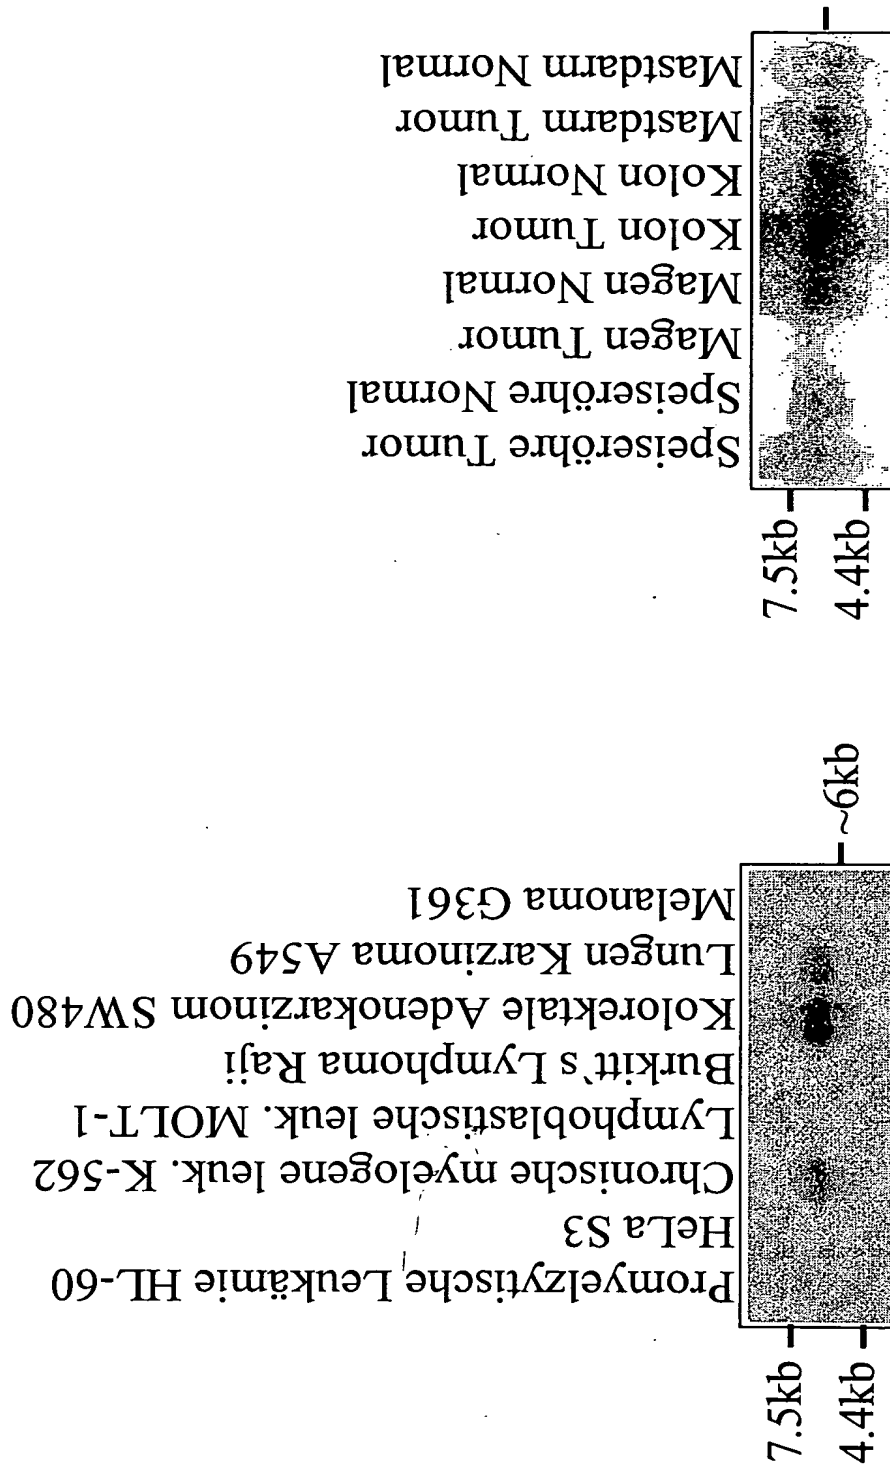 Promyelzytische Leukämie HL-60
HeLa S3
Chronische myelogene leuk. K-562
Lymphoblastische leuk. MOLT-1
Burkitt`s Lymphoma Raji
Kolorektale Adenokarzinom SW480
Lungen Karzinoma A549
Melanoma G361
7.5kb
4.4kb
~6kb
Speiseröhre Tumor
Speiseröhre Normal
Magen Tumor
Magen Normal
Kolon Tumor
Kolon Normal
Mastdarm Tumor
Mastdarm Normal
7.5kb
4.4kb